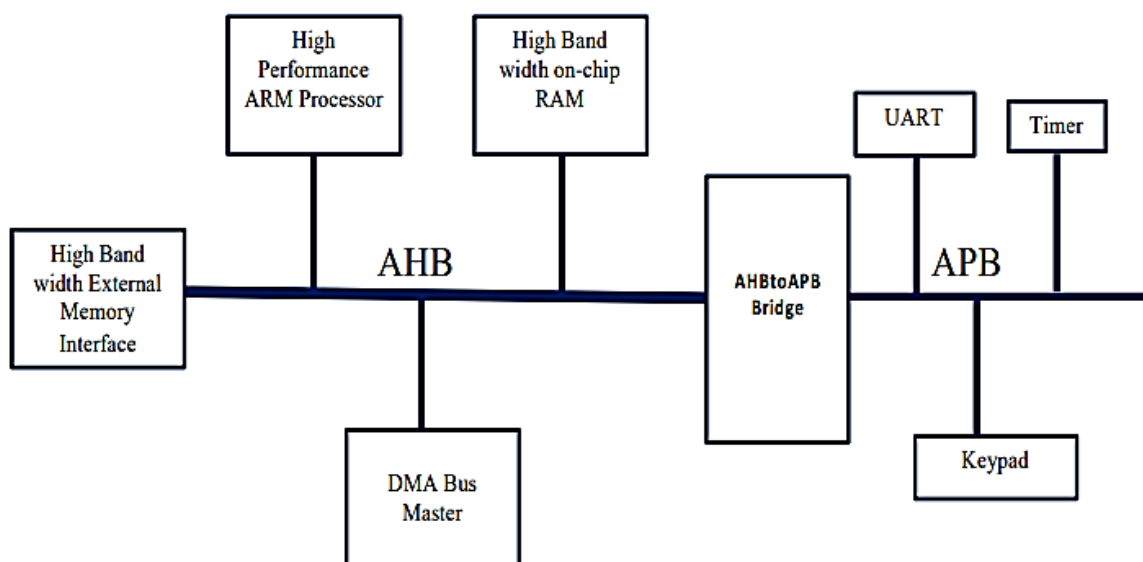 High
Performance
ARM Processor
High Band
width on-chip
RAM
UART
Timer
High Band
width External
Memory
Interface
AHB
AHBtoAPB
Bridge
APB
DMA Bus
Master
Keypad